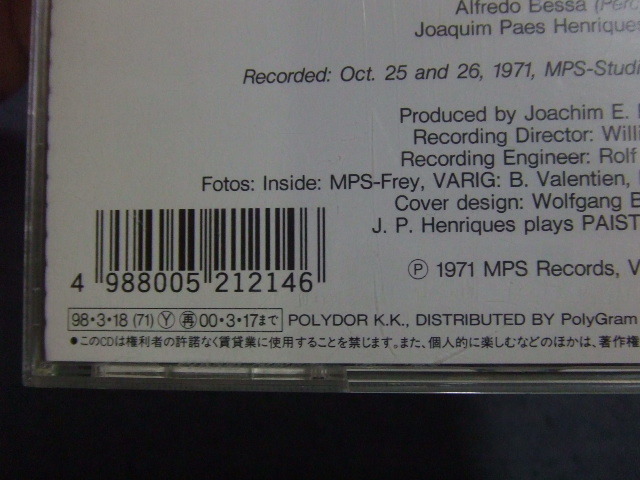 Alfredo Bessa
Joaquim Paes Henriques
Recorded: Oct. 25 and 26, 1971, MPS-Studi
Produced by Joachim E.
Recording Director: Willi
Recording Engineer: Rolf
Fotos: Inside: MPS-Frey, VARIG: B. Valentien,
Cover design: Wolfgang B
J. P. Henriques plays PAIST
Ⓟ 1971 MPS Records, V
4 988005 212146
98・3・18 (71) Ⓨ 再 00・3・17まで POLYDOR K.K., DISTRIBUTED BY PolyGram
●このCDは権利者の許諾なく賃貸業に使用することを禁じます。また、個人的に楽しむなどのほかは、著作権